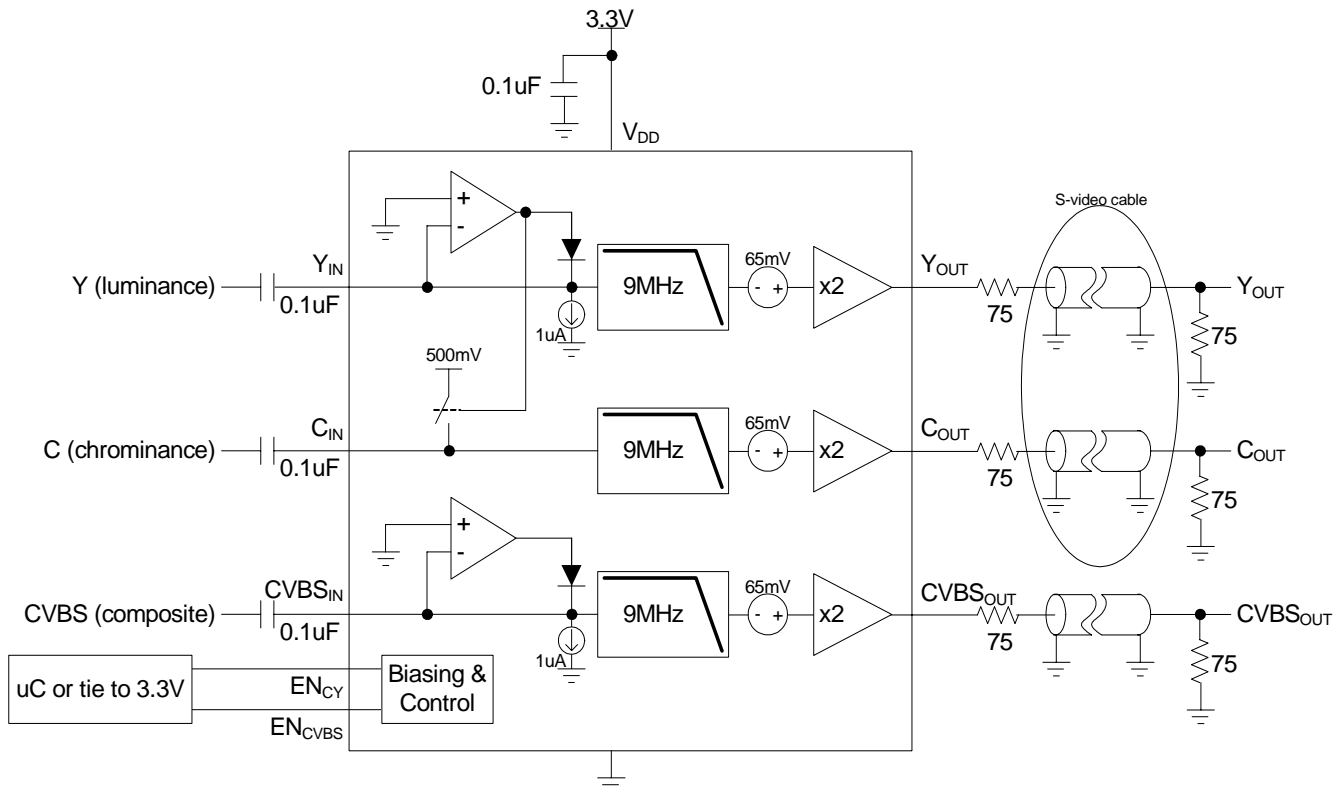 3.3V
0.1uF
VDD
S-video cable
+
-
YIN
Y (luminance)
0.1uF
1uA
9MHz
65mV
- +
x2
YOUT
75
YOUT
75
500mV
CIN
C (chrominance)
0.1uF
9MHz
65mV
- +
x2
COUT
75
COUT
75
+
-
CVBSIN
CVBS (composite)
0.1uF
1uA
9MHz
65mV
- +
x2
CVBSOUT
75
CVBSOUT
75
uC or tie to 3.3V
ENCY
ENCVBS
Biasing &
Control